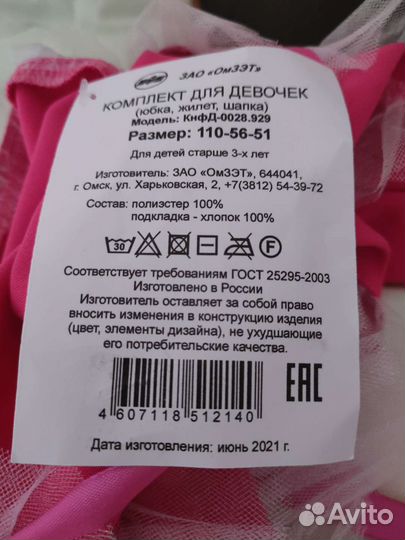 ЗАО «ОмЗЭТ»
КОМПЛЕКТ ДЛЯ ДЕВОЧЕК
(юбка, жилет, шапка)
Модель: КнфД-0028.929
Размер: 110-56-51
Для детей старше 3-х лет
Изготовитель: ЗАО «ОмЗЭТ», 644041,
г. Омск, ул. Харьковская, 2, +7(3812) 54-39-72
Состав: полиэстер 100%
подкладка - хлопок 100%
30
F
Соответствует требованиям ГОСТ 25295-2003
Изготовлено в России
Изготовитель оставляет за собой право
вносить изменения в конструкцию изделия
(цвет, элементы дизайна), не ухудшающие
его потребительские качества.
4 607118 512140
ЕАС
Дата изготовления: июнь 2021 г.
Avito